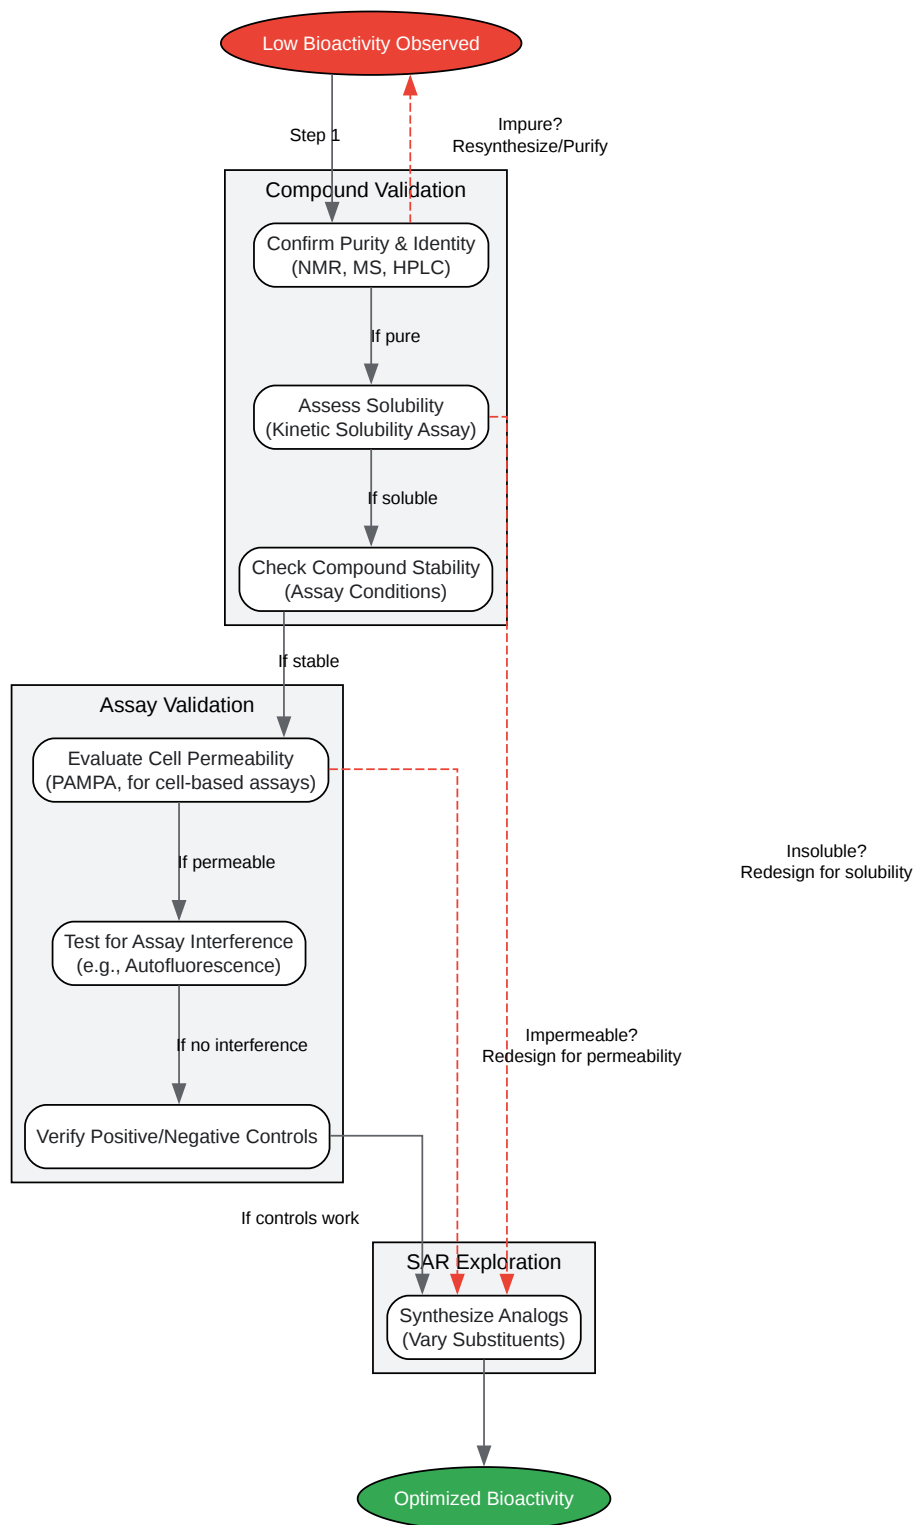 Low Bioactivity Observed
Step 1
Impure?
Resynthesize/Purify
Compound Validation
Confirm Purity & Identity
(NMR, MS, HPLC)
If pure
Assess Solubility
(Kinetic Solubility Assay)
If soluble
Check Compound Stability
(Assay Conditions)
If stable
Assay Validation
Evaluate Cell Permeability
(PAMPA, for cell-based assays)
If permeable
Insoluble?
Redesign for solubility
Test for Assay Interference
(e.g., Autofluorescence)
If no interference
Impermeable?
Redesign for permeability
Verify Positive/Negative Controls
If controls work
SAR Exploration
Synthesize Analogs
(Vary Substituents)
Optimized Bioactivity